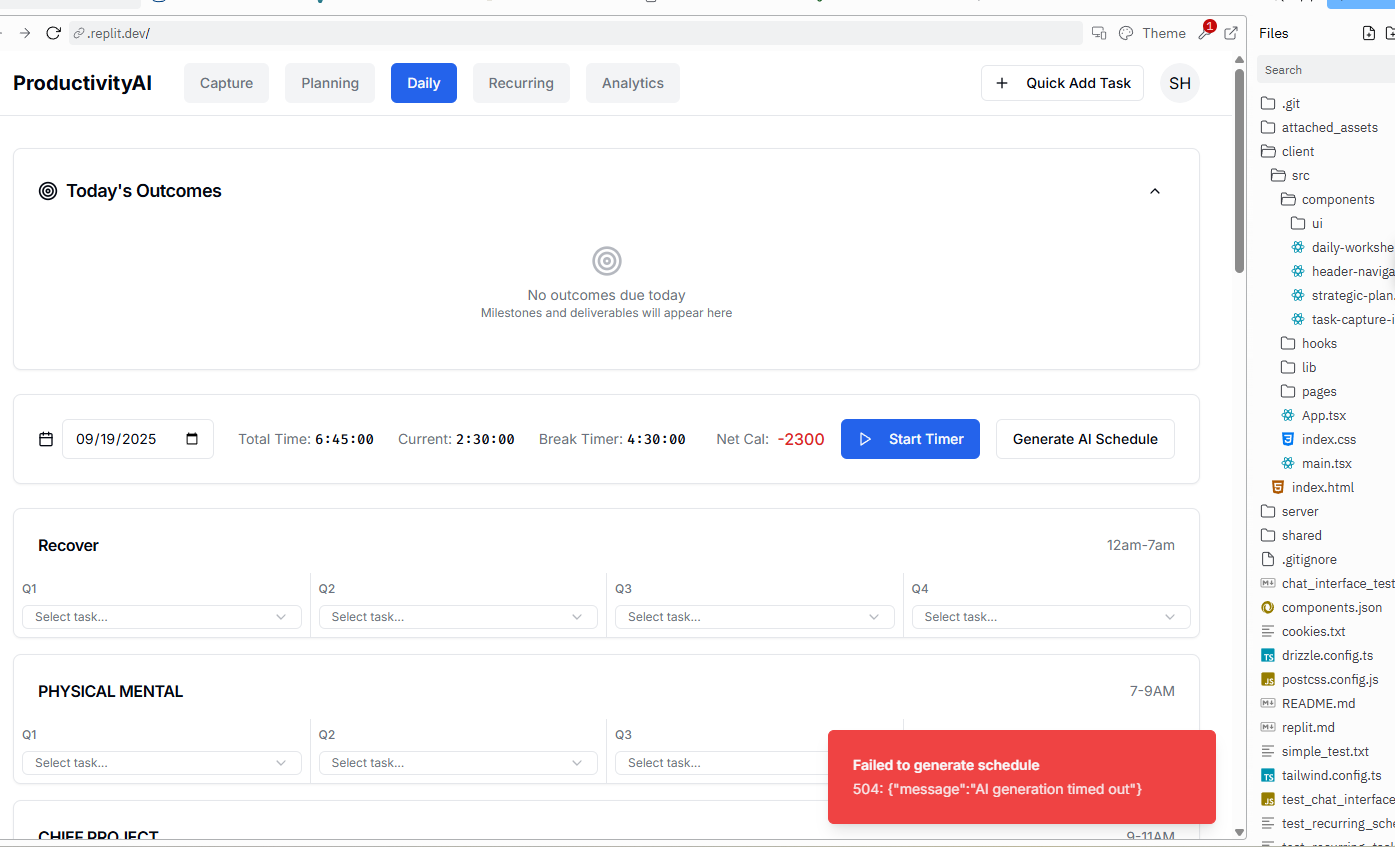 .replit.dev/
Theme
1
Files
ProductivityAI
Capture
Planning
Daily
Recurring
Analytics
+ Quick Add Task
SH
Today's Outcomes
No outcomes due today
Milestones and deliverables will appear here
09/19/2025
Total Time: 6:45:00
Current: 2:30:00
Break Timer: 4:30:00
Net Cal: -2300
Start Timer
Generate AI Schedule
Recover
12am-7am
Q1
Q2
Q3
Q4
Select task...
Select task...
Select task...
Select task...
PHYSICAL MENTAL
7-9AM
Q1
Q2
Q3
Select task...
Select task...
Select task...
Failed to generate schedule
504: {"message":"AI generation timed out"}
CHIEF PROJECT
9-11AM
Search
.git
attached_assets
client
src
components
ui
daily-workshe
header-naviga
strategic-plan.
task-capture-i
hooks
lib
pages
App.tsx
index.css
main.tsx
index.html
server
shared
.gitignore
chat_interface_test
components.json
cookies.txt
drizzle.config.ts
postcss.config.js
README.md
replit.md
simple_test.txt
tailwind.config.ts
test_chat_interface
test_recurring_sche